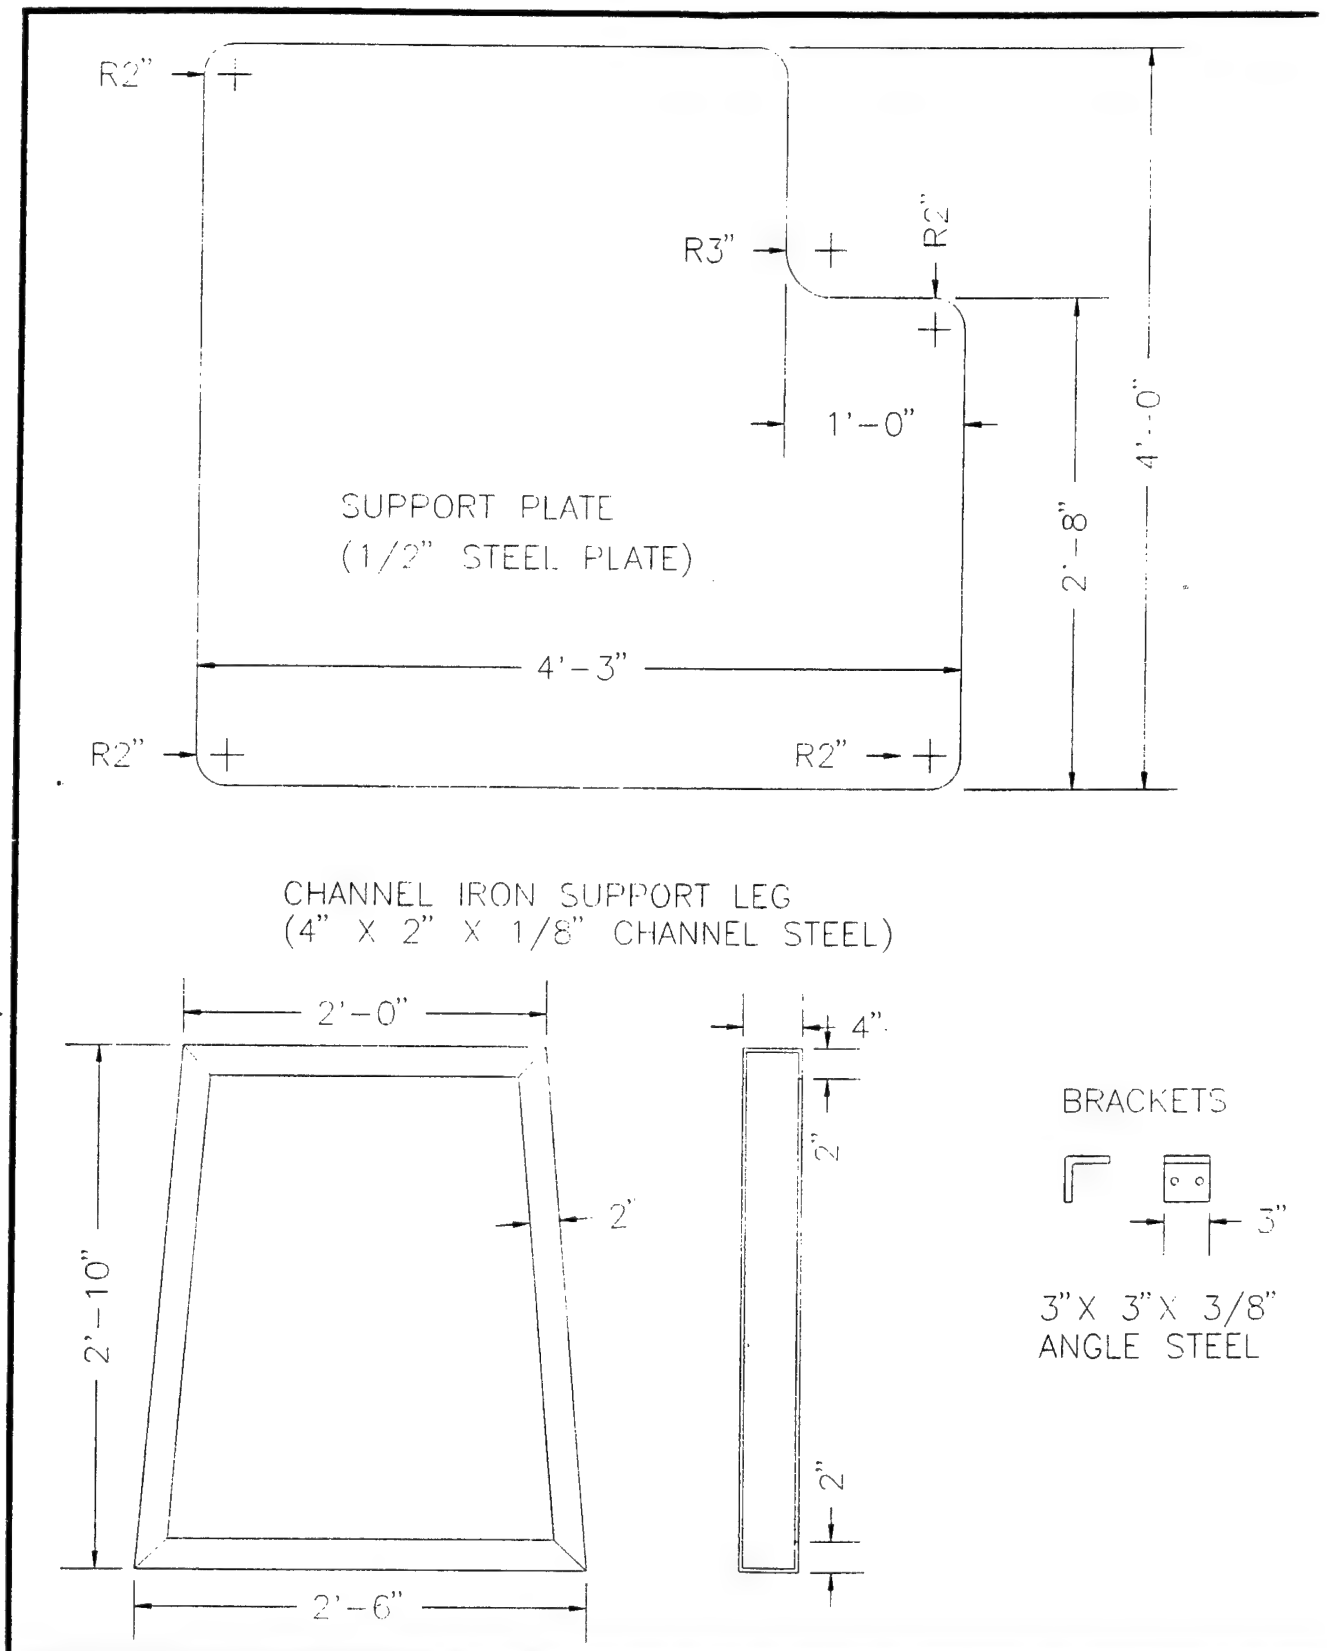 R2"
R3"
R2"
1'-0"
4'-0"
2'-8"
SUPPORT PLATE
(1/2" STEEL PLATE)
4'-3"
R2"
R2"
CHANNEL IRON SUPPORT LEG
(4" X 2" X 1/8" CHANNEL STEEL)
2'-0"
4"
2"
2"
2'-10"
2"
2'-6"
BRACKETS
3"
3" X 3" X 3/8"
ANGLE STEEL